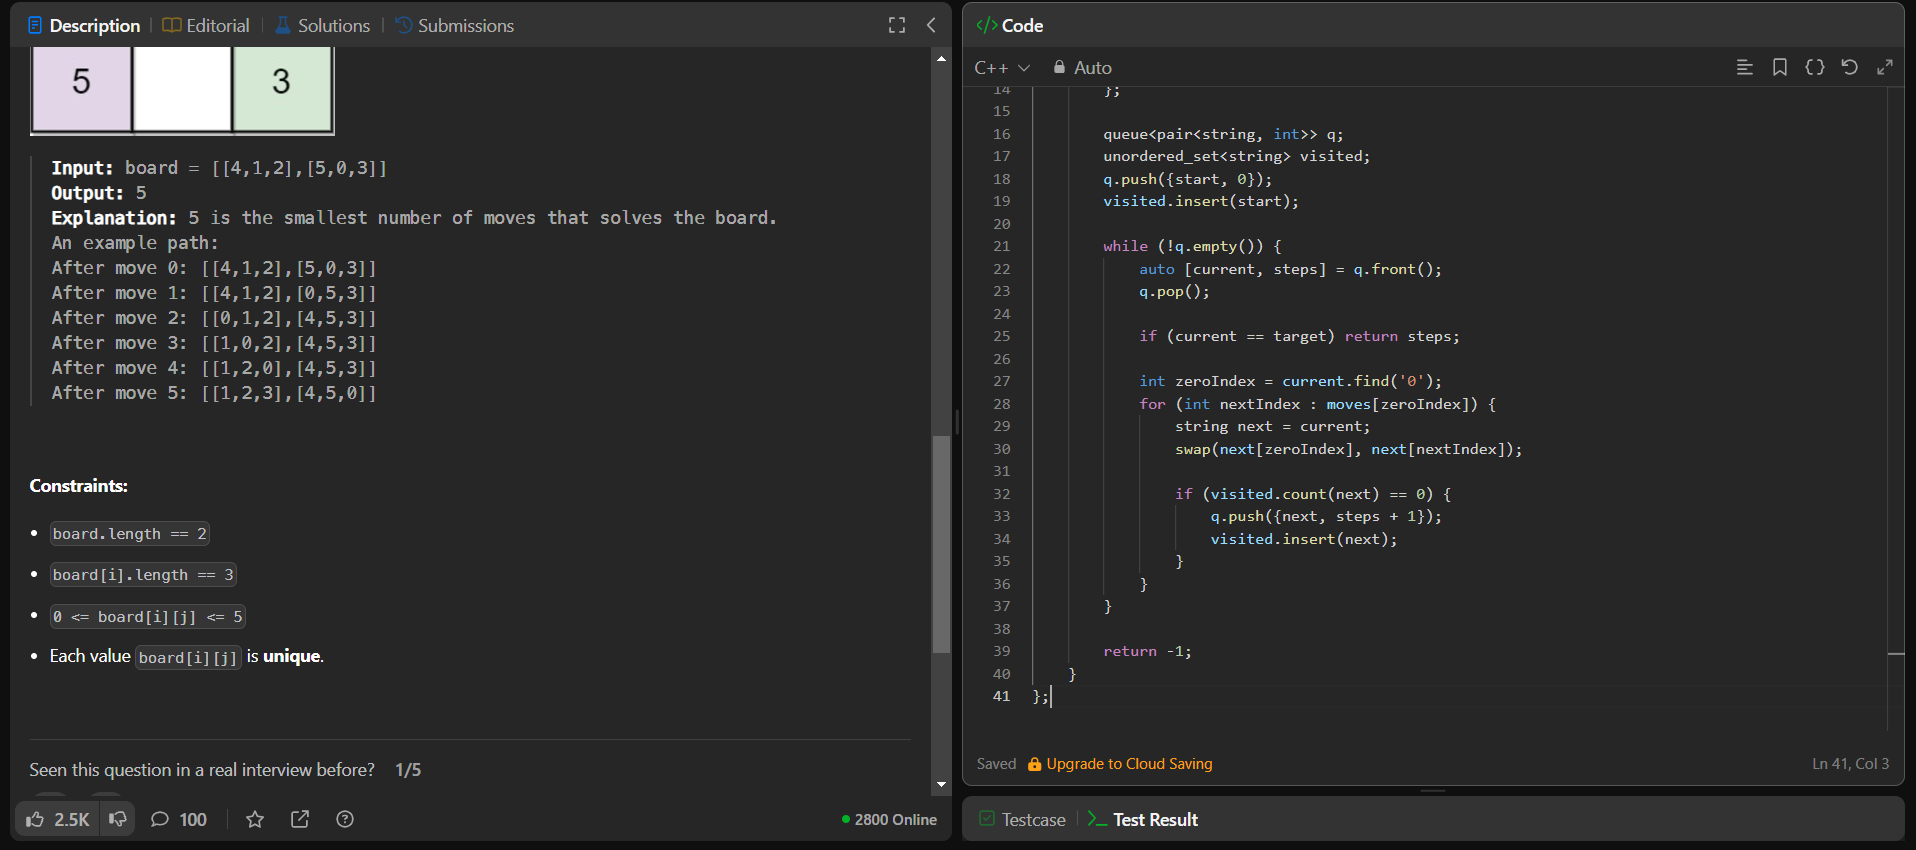 Description | Editorial | Solutions | Submissions
5 3
Input: board = [[4,1,2],[5,0,3]]
Output: 5
Explanation: 5 is the smallest number of moves that solves the board.
An example path:
After move 0: [[4,1,2],[5,0,3]]
After move 1: [[4,1,2],[0,5,3]]
After move 2: [[0,1,2],[4,5,3]]
After move 3: [[1,0,2],[4,5,3]]
After move 4: [[1,2,0],[4,5,3]]
After move 5: [[1,2,3],[4,5,0]]
Constraints:
• board.length == 2
• board[i].length == 3
• 0 <= board[i][j] <= 5
• Each value board[i][j] is unique.
Seen this question in a real interview before? 1/5
2.5K 100 2800 Online
</> Code
C++ Auto
14 };
15
16 queue<pair<string, int>> q;
17 unordered_set<string> visited;
18 q.push({start, 0});
19 visited.insert(start);
20
21 while (!q.empty()) {
22 auto [current, steps] = q.front();
23 q.pop();
24
25 if (current == target) return steps;
26
27 int zeroIndex = current.find('0');
28 for (int nextIndex : moves[zeroIndex]) {
29 string next = current;
30 swap(next[zeroIndex], next[nextIndex]);
31
32 if (visited.count(next) == 0) {
33 q.push({next, steps + 1});
34 visited.insert(next);
35 }
36 }
37 }
38
39 return -1;
40 }
41 };
Saved Upgrade to Cloud Saving Ln 41, Col 3
Testcase | >_ Test Result